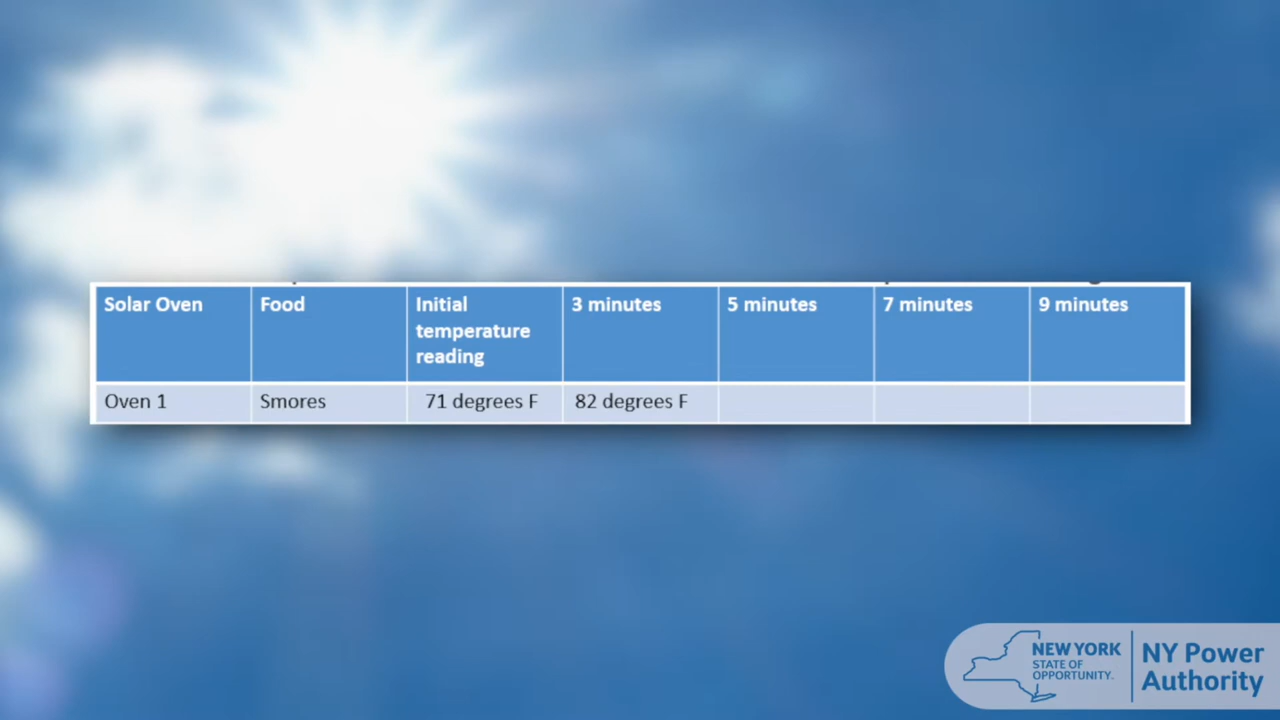 Solar Oven Food Initial temperature reading 3 minutes 5 minutes 7 minutes 9 minutes
Oven 1 Smores 71 degrees F 82 degrees F
NEW YORK
STATE OF
OPPORTUNITY.
NY Power
Authority